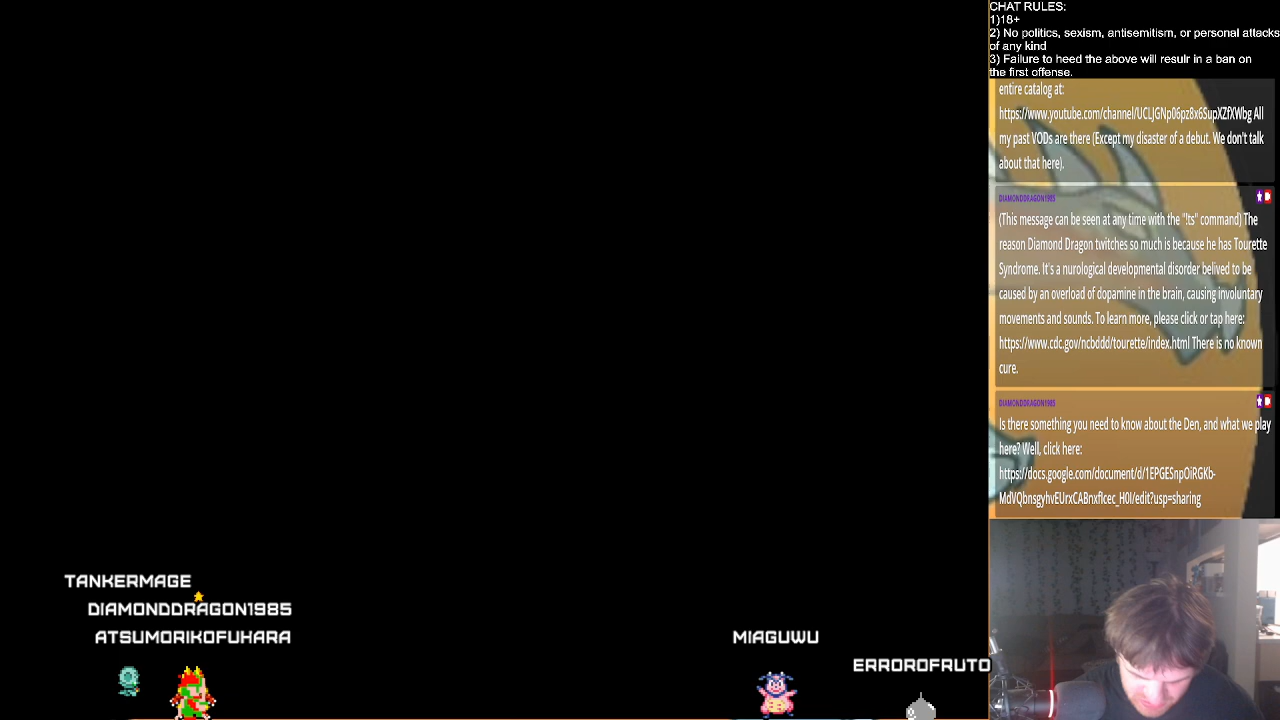 CHAT RULES:
1)18+
2) No politics, sexism, antisemitism, or personal attacks
of any kind
3) Failure to heed the above will resulr in a ban on
the first offense.
entire catalog at:
https://www.youtube.com/channel/UCLJGNp06pz8x6SupXZfXWbg All
my past VODs are there (Except my disaster of a debut. We don't talk
about that here).
DIAMONDDRAGON1985
(This message can be seen at any time with the "!ts" command) The
reason Diamond Dragon twitches so much is because he has Tourette
Syndrome. It's a nurological developmental disorder belived to be
caused by an overload of dopamine in the brain, causing involuntary
movements and sounds. To learn more, please click or tap here:
https://www.cdc.gov/ncbddd/tourette/index.html There is no known
cure.
DIAMONDDRAGON1985
Is there something you need to know about the Den, and what we play
here? Well, click here:
https://docs.google.com/document/d/1EPGESnpOiRGKb-
MdVQbnsgyhvEUrxCABnxfIcec_H0I/edit?usp=sharing
TANKERMAGE
DIAMONDDRAGON1985
ATSUMORIKOFUHARA
MIAGUWU
ERROROFRUTO